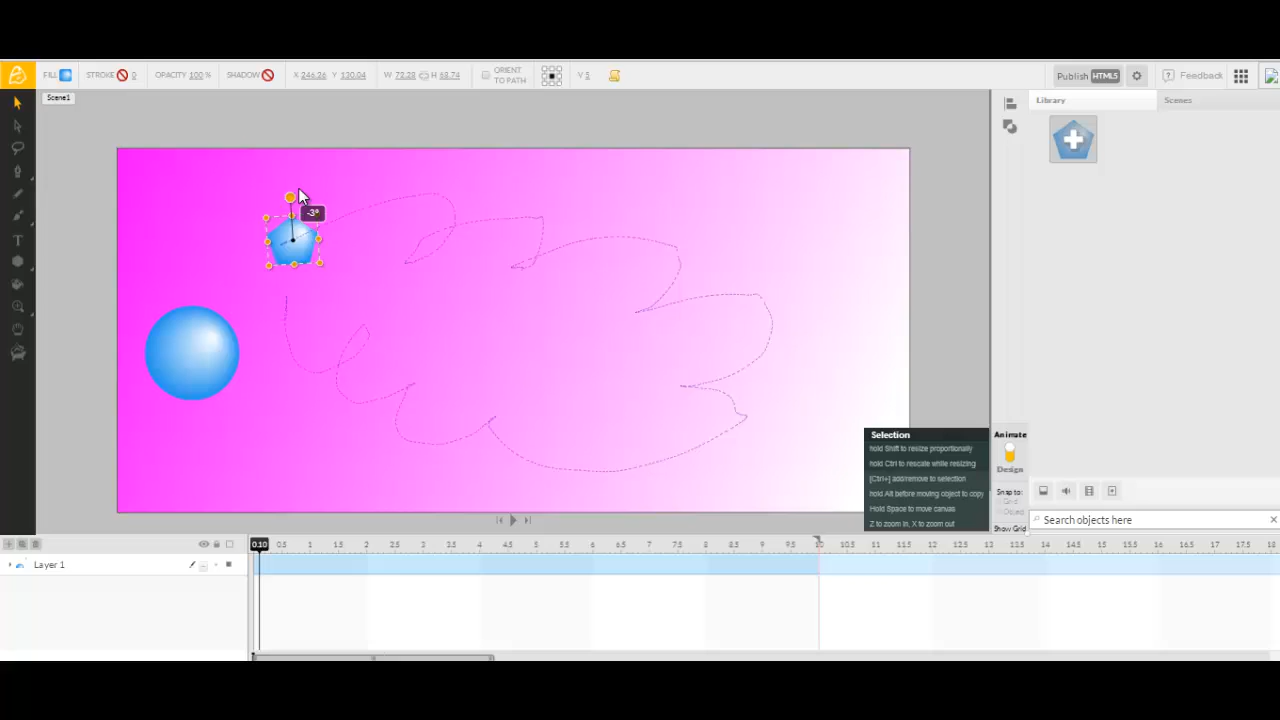 FILL STROKE 0 OPACITY 100 % SHADOW X 246.26 Y 130.04 W 72.28 H 68.74 ORIENT TO PATH V 5 Publish HTML5 Feedback
Scene1
Library Scenes
-3º
Selection
hold Shift to resize proportionally
hold Ctrl to rescale while resizing
[Ctrl+] add/remove to selection
hold Alt before moving object to copy
Hold Space to move canvas
Z to zoom in, X to zoom out
Animate
Design
Snap to:
Grid
Object
Show Grid
Search objects here
0.10 0.5 1 1.5 2 2.5 3 3.5 4 4.5 5 5.5 6 6.5 7 7.5 8 8.5 9 9.5 10 10.5 11 11.5 12 12.5 13 13.5 14 14.5 15 15.5 16 16.5 17 17.5 18
Layer 1